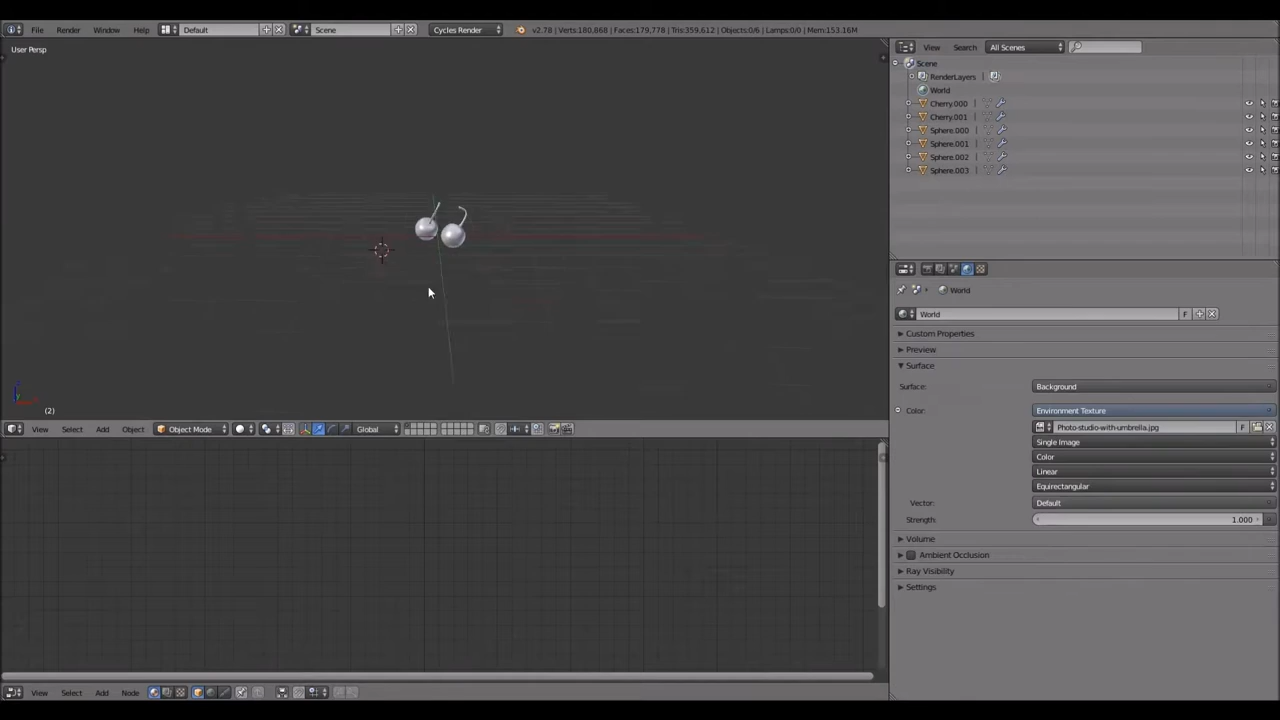 File Render Window Help Default Scene Cycles Render v2.78 | Verts:180,668 | Faces:179,778 | Tris:359,612 | Objects:0/6 | Lamps:0/0 | Mem:153.16M
User Persp
(2)
View Select Add Object Object Mode Global
View Select Add Node
View Search All Scenes
Scene
RenderLayers
World
Cherry.000
Cherry.001
Sphere.000
Sphere.001
Sphere.002
Sphere.003
World
World F
Custom Properties
Preview
Surface
Surface: Background
Color: Environment Texture
Photo-studio-with-umbrella.jpg F
Single Image
Color
Linear
Equirectangular
Vector: Default
Strength: 1.000
Volume
Ambient Occlusion
Ray Visibility
Settings